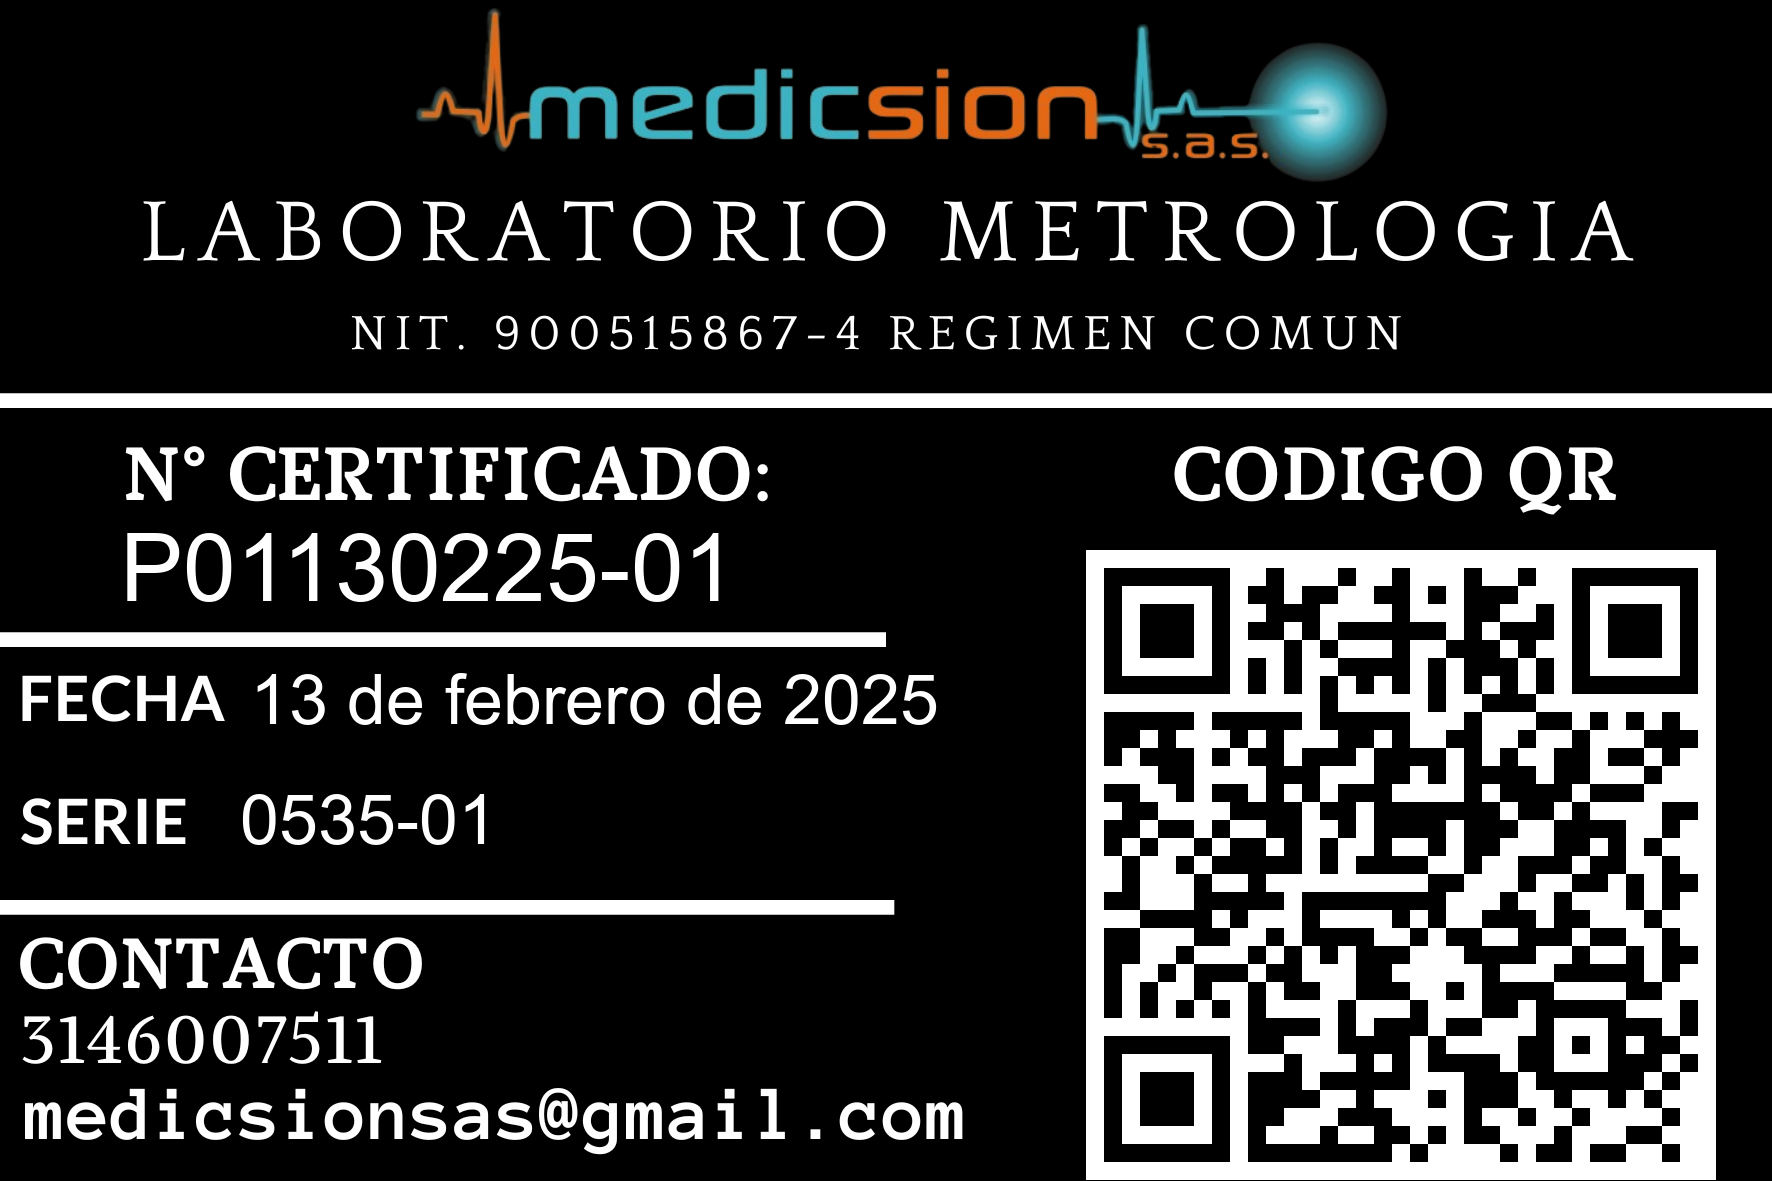 medicsion
s.a.s.
LABORATORIO METROLOGIA
NIT. 900515867-4 REGIMEN COMUN
N° CERTIFICADO:
P01130225-01
CODIGO QR
FECHA 13 de febrero de 2025
SERIE 0535-01
CONTACTO
3146007511
medicsionsas@gmail.com